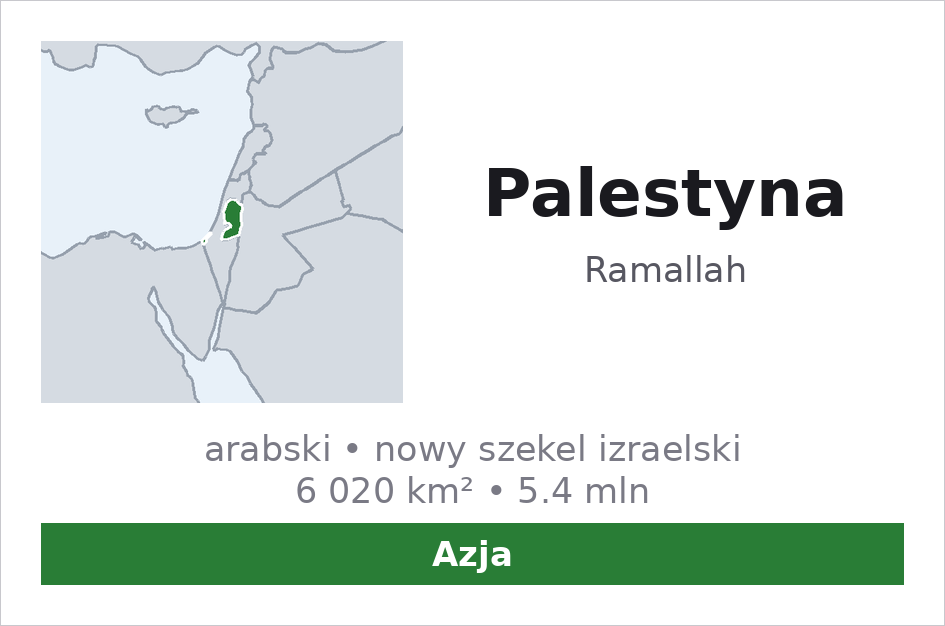 Palestyna
Ramallah
arabski • nowy szekel izraelski
6 020 km² • 5.4 mln
Azja